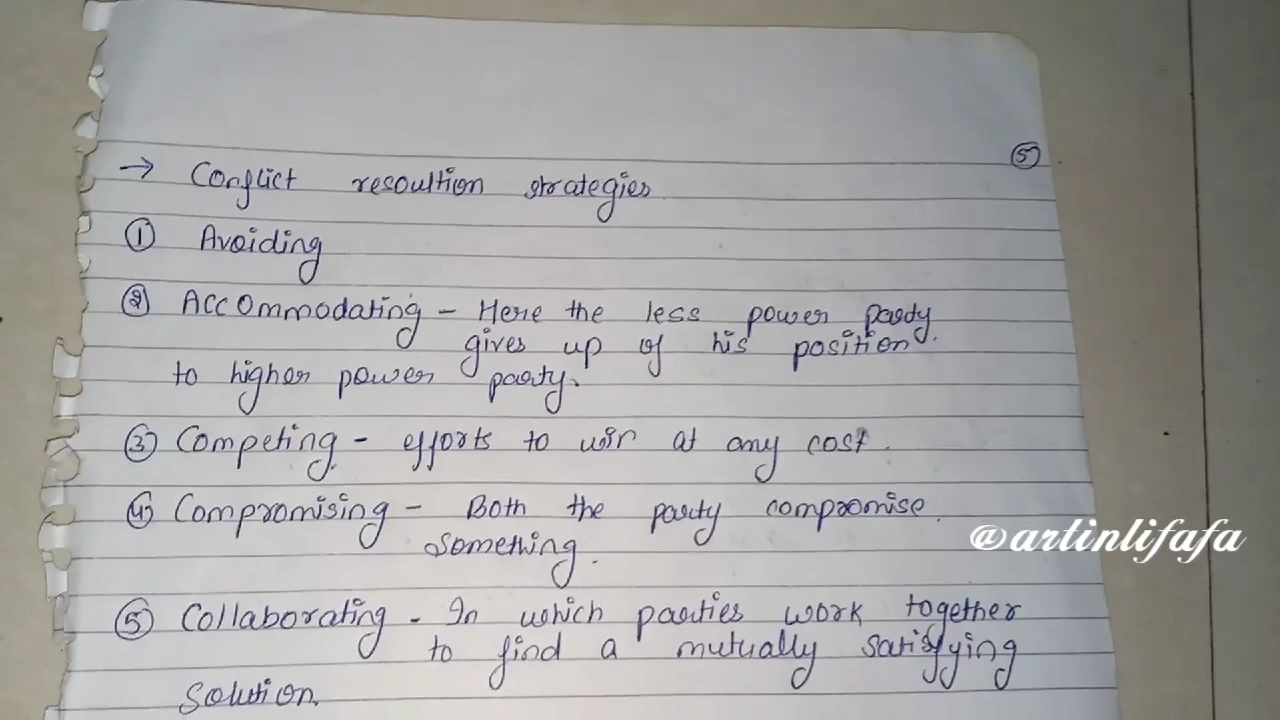 ⑤
→ Conflict resoultion strategies
① Avoiding
② Accommodating - Here the less power party
gives up of his position.
to higher power party.
③ Competing - efforts to win at any cost.
④ Compromising - Both the party compromise.
something.
@artinlifafa
⑤ Collaborating - In which parties work together
to find a mutually satisfying
solution.